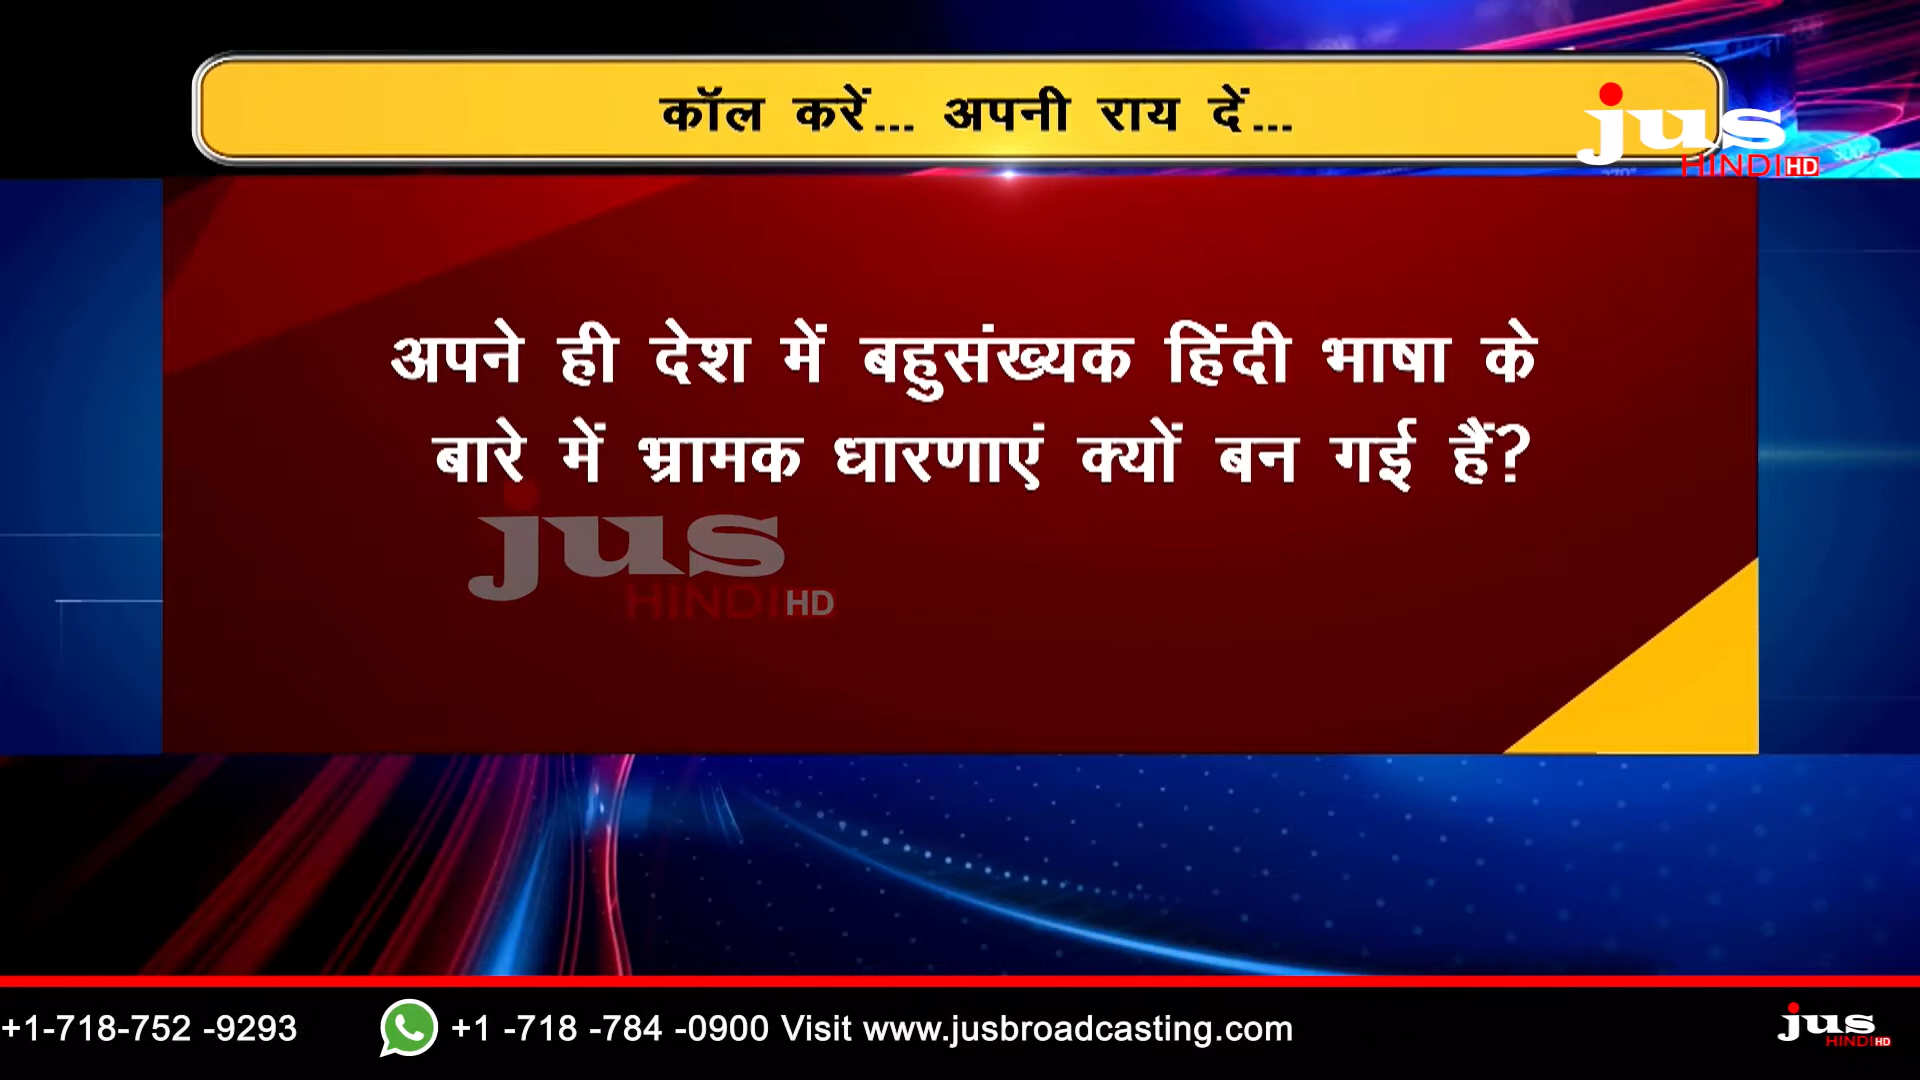 कॉल करें... अपनी राय दें...
jus
HINDI HD
अपने ही देश में बहुसंख्यक हिंदी भाषा के
बारे में भ्रामक धारणाएं क्यों बन गई हैं?
jus
HINDI HD
+1-718-752 -9293 +1 -718 -784 -0900 Visit www.jusbroadcasting.com
jus
HINDI HD